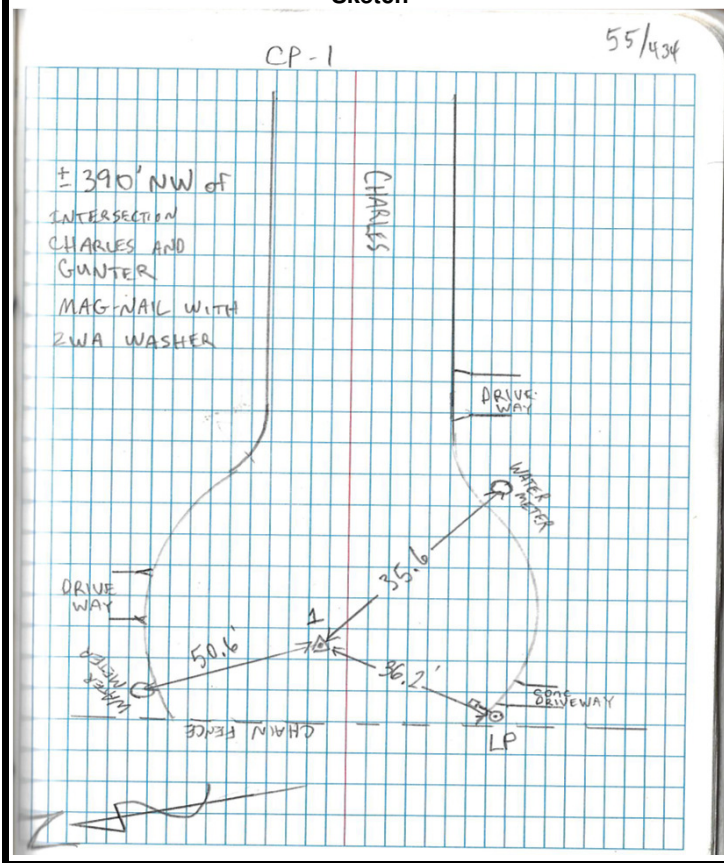 Sketch
55/434
CP-1
± 390' NW of
INTERSECTION
CHARLES AND
GUNTER
MAG-NAIL WITH
2WA WASHER
CHARLES
DRIVE-
WAY
WATER
METER
35.6
DRIVE
WAY
1
50.6'
36.2'
WATER
METER
CONC
DRIVEWAY
CHAIN FENCE
LP
N